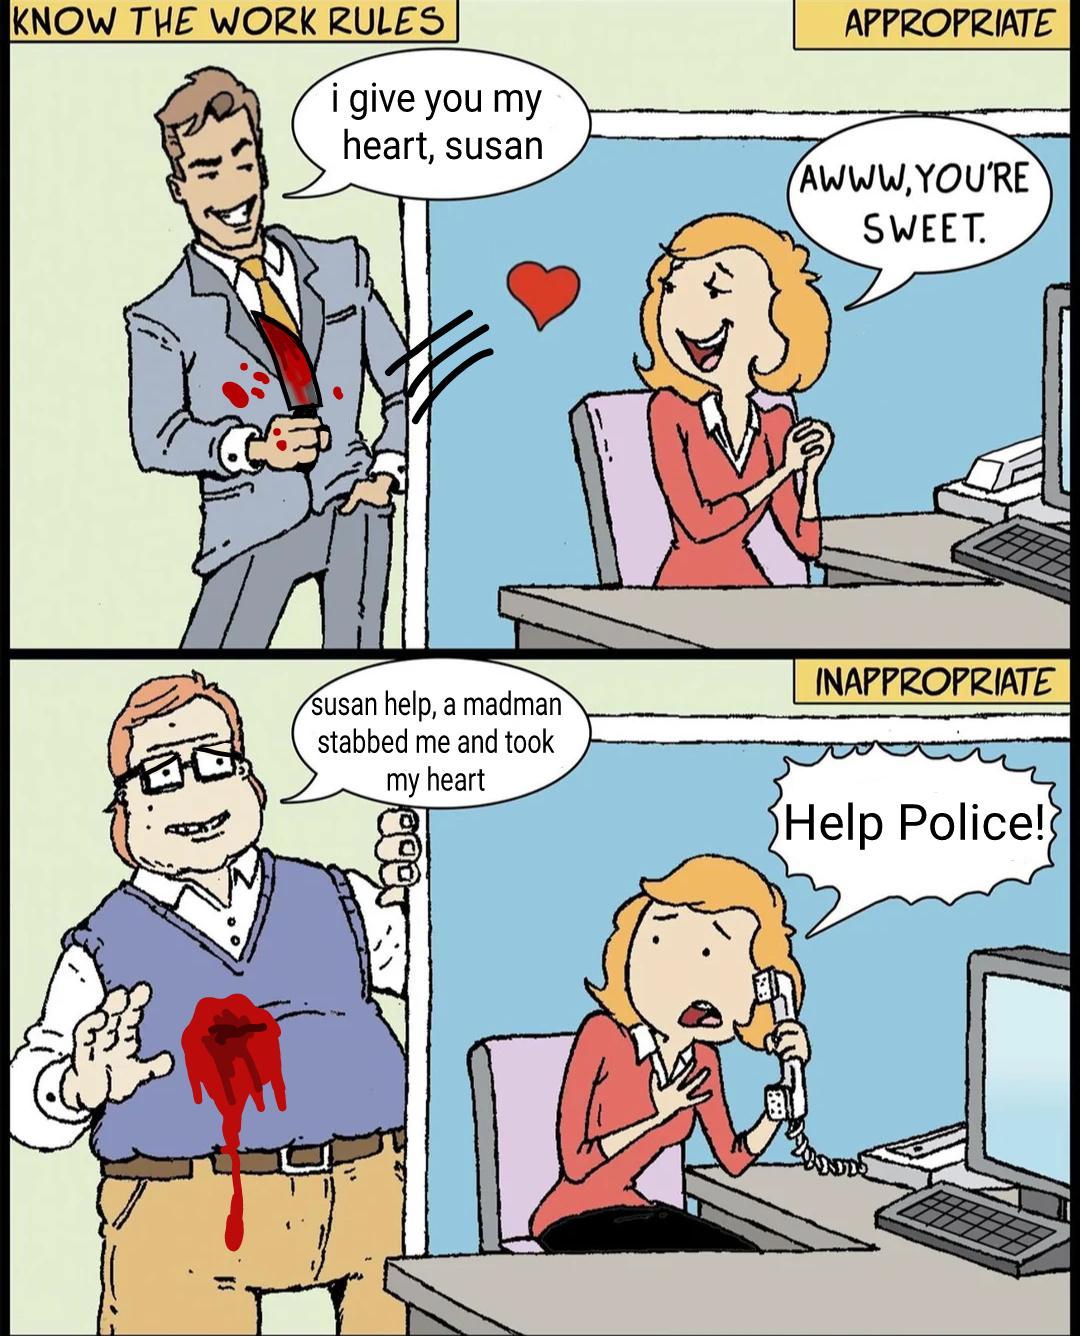 KNOW THE WORK RULES
APPROPRIATE
i give you my
heart, susan
AWWW, YOU'RE
SWEET.
INAPPROPRIATE
susan help, a madman
stabbed me and took
my heart
Help Police!